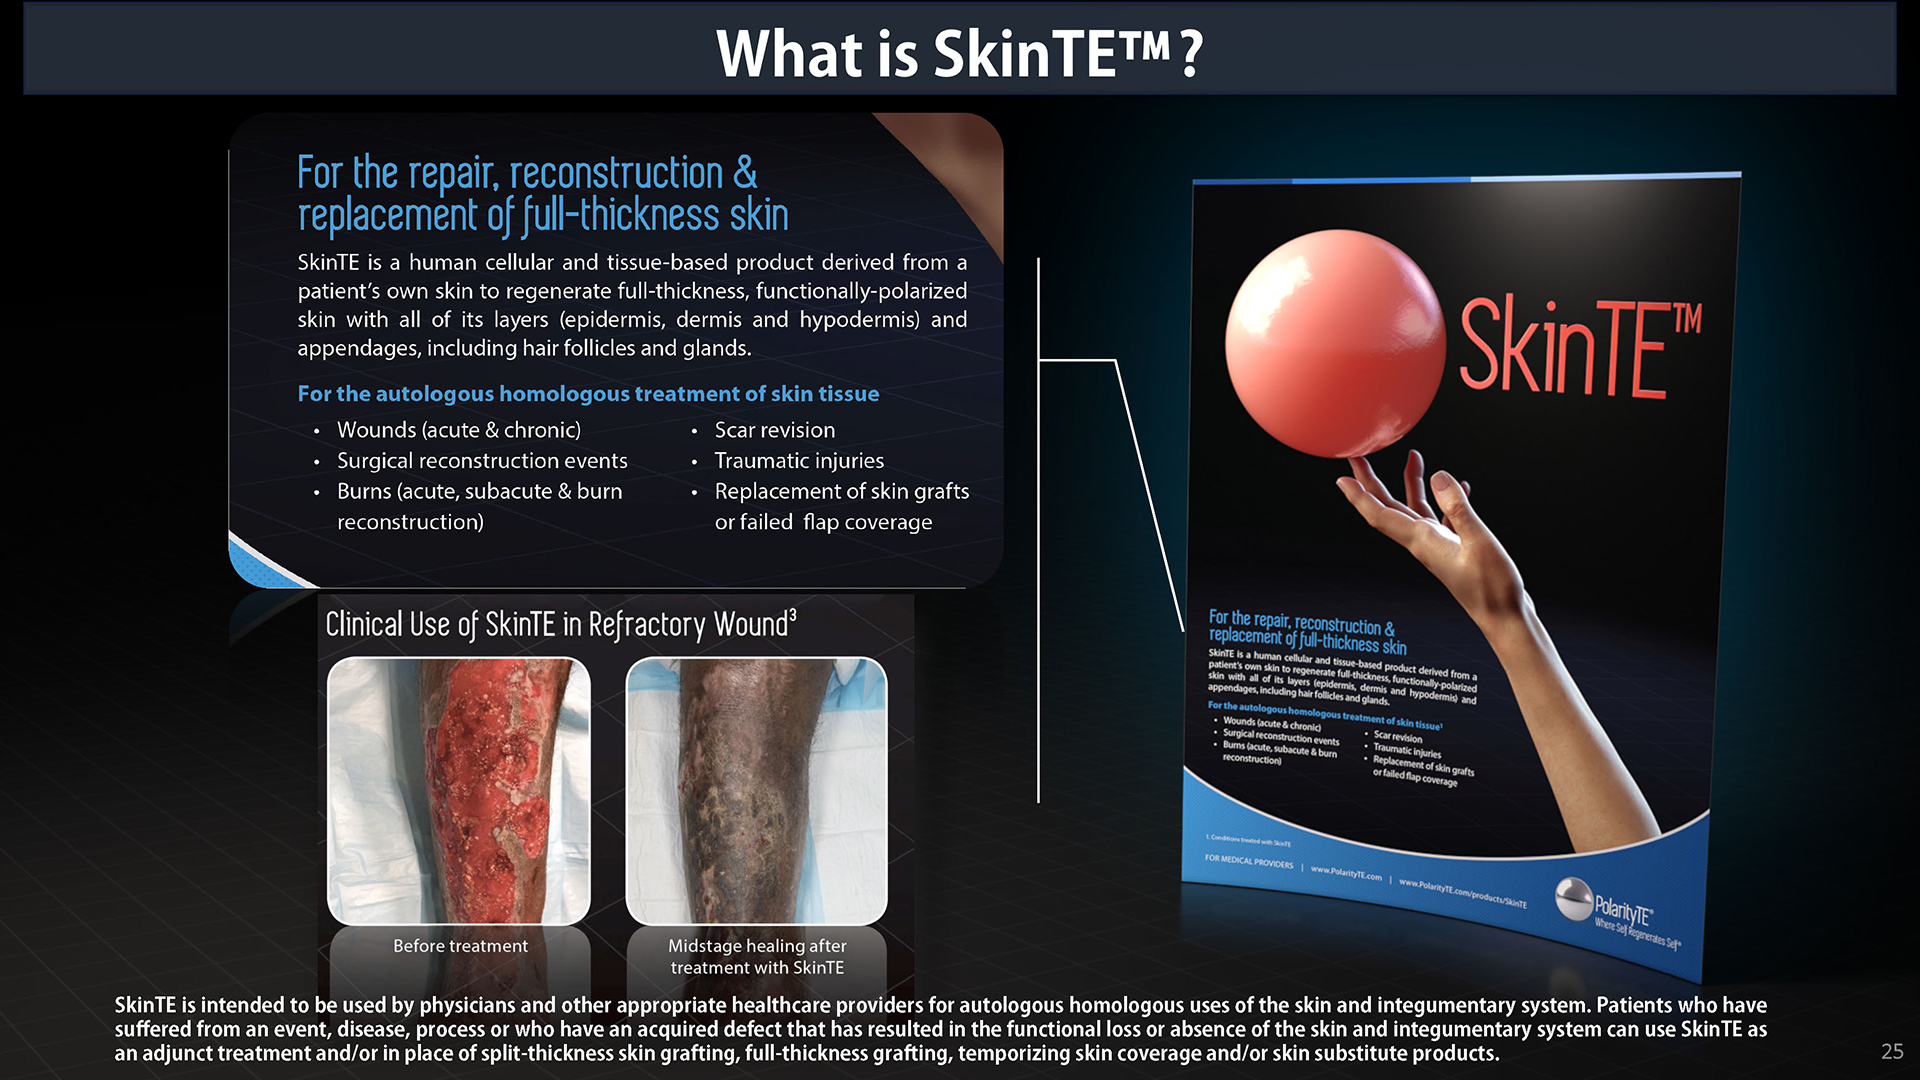 What is SkinTE™?
For the repair, reconstruction &
replacement of full-thickness skin
SkinTE is a human cellular and tissue-based product derived from a
patient's own skin to regenerate full-thickness, functionally-polarized
skin with all of its layers (epidermis, dermis and hypodermis) and
appendages, including hair follicles and glands.
For the autologous homologous treatment of skin tissue
• Wounds (acute & chronic)
• Surgical reconstruction events
• Burns (acute, subacute & burn
reconstruction)
• Scar revision
• Traumatic injuries
• Replacement of skin grafts
or failed flap coverage
Clinical Use of SkinTE in Refractory Wound³
Before treatment
Midstage healing after
treatment with SkinTE
SkinTE™
For the repair, reconstruction &
replacement of full-thickness skin
SkinTE is a human cellular and tissue-based product derived from a
patient's own skin to regenerate full-thickness, functionally-polarized
skin with all of its layers (epidermis, dermis and hypodermis) and
appendages, including hair follicles and glands.
For the autologous homologous treatment of skin tissue¹
• Wounds (acute & chronic)
• Surgical reconstruction events
• Burns (acute, subacute & burn
reconstruction)
• Scar revision
• Traumatic injuries
• Replacement of skin grafts
or failed flap coverage
1. Conditions treated with SkinTE
FOR MEDICAL PROVIDERS | www.PolarityTE.com | www.PolarityTE.com/products/SkinTE
PolarityTE®
Where Self Regenerates Self®
SkinTE is intended to be used by physicians and other appropriate healthcare providers for autologous homologous uses of the skin and integumentary system. Patients who have
suffered from an event, disease, process or who have an acquired defect that has resulted in the functional loss or absence of the skin and integumentary system can use SkinTE as
an adjunct treatment and/or in place of split-thickness skin grafting, full-thickness grafting, temporizing skin coverage and/or skin substitute products.
25